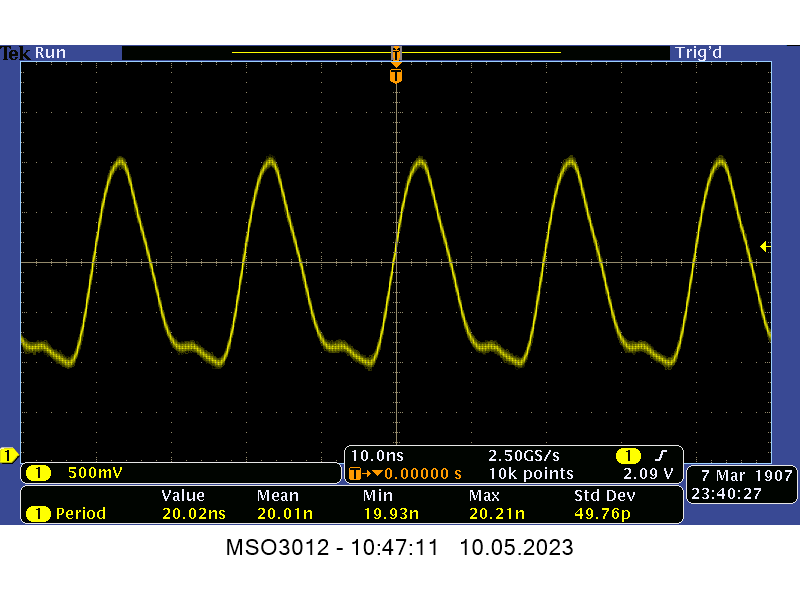 Tek Run Trig'd
T
T
1
10.0ns 2.50GS/s 1
T→▼0.00000 s 10k points 2.09 V
1 500mV
7 Mar 1907
23:40:27
Value Mean Min Max Std Dev
1 Period 20.02ns 20.01n 19.93n 20.21n 49.76p
MSO3012 - 10:47:11 10.05.2023